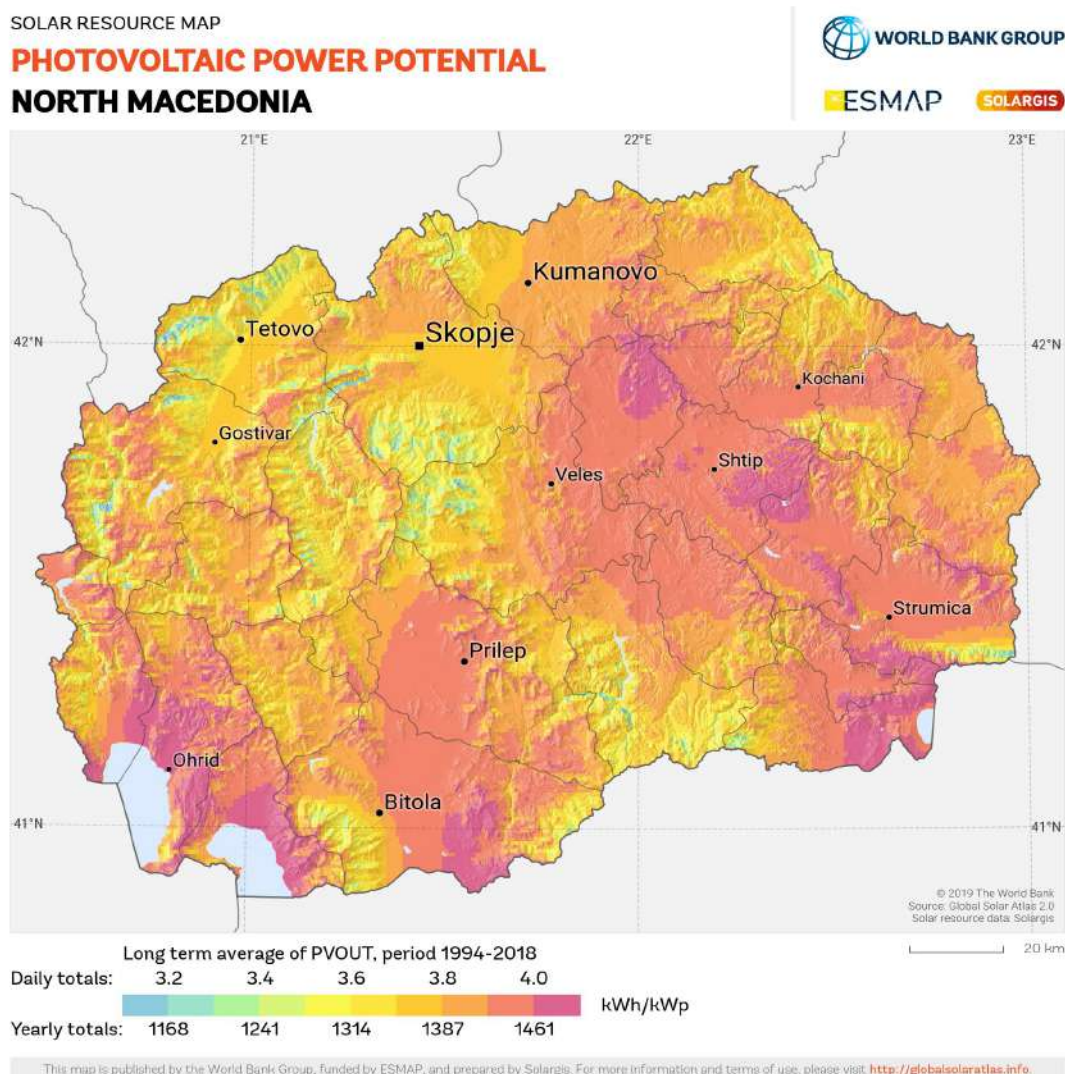 SOLAR RESOURCE MAP
PHOTOVOLTAIC POWER POTENTIAL
NORTH MACEDONIA
WORLD BANK GROUP
ESMAP
SOLARGIS
21°E 22°E 23°E
Kumanovo
Skopje
Tetovo
42°N 42°N
Kochani
Gostivar
Shtip
Veles
Strumica
Prilep
Ohrid
Bitola
41°N 41°N
© 2019 The World Bank
Source: Global Solar Atlas 2.0
Solar resource data: Solargis
20 km
Long term average of PVOUT, period 1994-2018
Daily totals: 3.2 3.4 3.6 3.8 4.0
kWh/kWp
Yearly totals: 1168 1241 1314 1387 1461
This map is published by the World Bank Group, funded by ESMAP, and prepared by Solargis. For more information and terms of use, please visit http://globalsolaratlas.info.